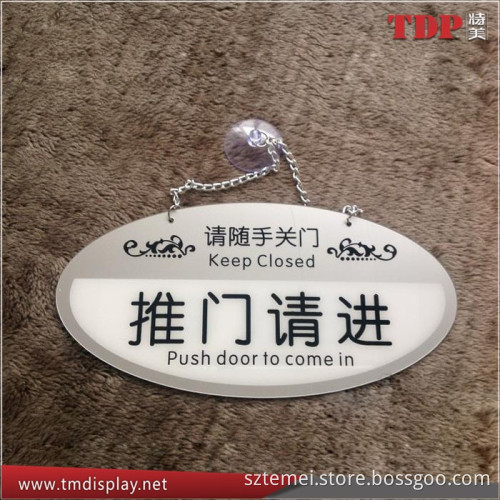 TDP 特美
请随手关门
Keep Closed
推门请进
Push door to come in
www.tmdisplay.net
sztemei.store.bossgoo.com